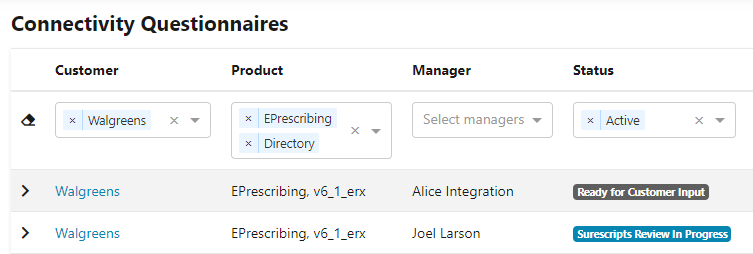 Connectivity Questionnaires
Customer Product Manager Status
× Walgreens × × EPrescribing × Directory × Select managers × Active ×
Walgreens EPrescribing, v6_1_erx Alice Integration Ready for Customer Input
Walgreens EPrescribing, v6_1_erx Joel Larson Surescripts Review In Progress